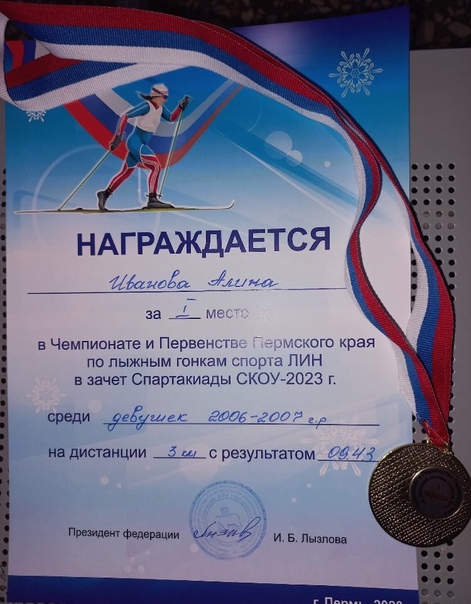 НАГРАЖДАЕТСЯ
Иванова Алина
за I место
в Чемпионате и Первенстве Пермского края
по лыжным гонкам спорта ЛИН
в зачет Спартакиады СКОУ-2023 г.
среди девушек 2006-2007 г.р
на дистанции 3 км с результатом 09.43
Президент федерации И. Б. Лызлова
г. Пермь